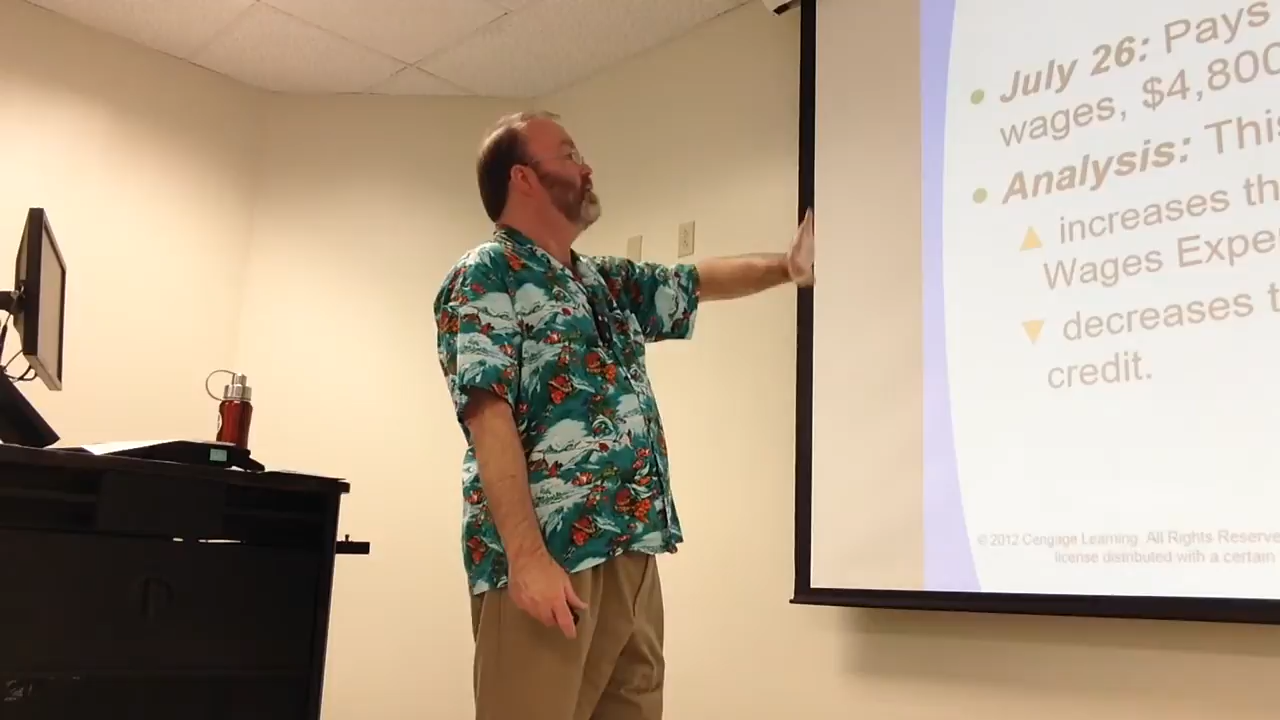 July 26: Pays
wages, $4,800
Analysis: This
increases th
Wages Expe
decreases t
credit.
© 2012 Cengage Learning. All Rights Reserve
license distributed with a certain